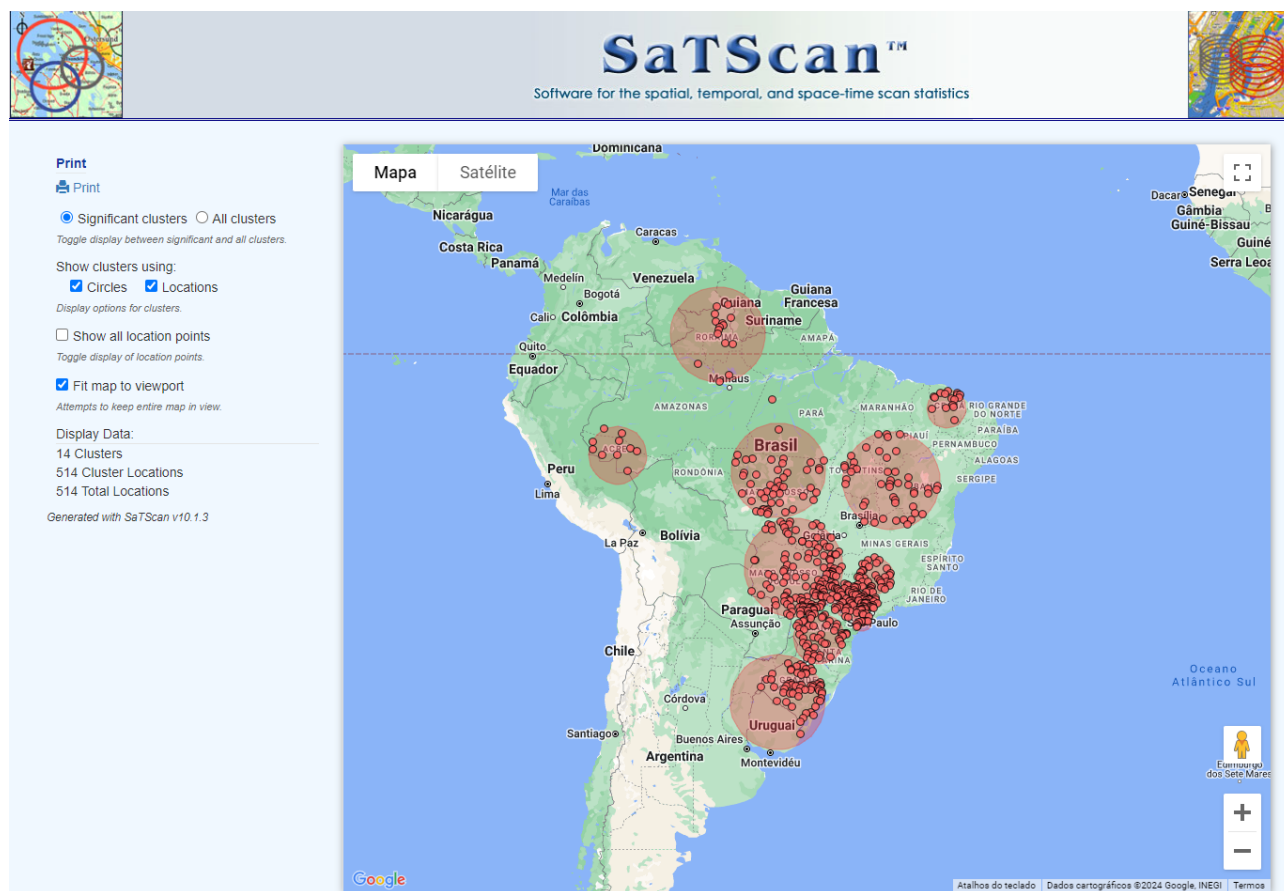 SaTScan™
Software for the spatial, temporal, and space-time scan statistics
Print
Print
Significant clusters All clusters
Toggle display between significant and all clusters.
Show clusters using:
Circles Locations
Display options for clusters.
Show all location points
Toggle display of location points.
Fit map to viewport
Attempts to keep entire map in view.
Display Data:
14 Clusters
514 Cluster Locations
514 Total Locations
Generated with SaTScan v10.1.3
Mapa Satélite
Dominicana
Mar das
Caraíbas
Nicarágua
Costa Rica
Panamá
Caracas
Medellín
Venezuela
Bogotá
Cali
Colômbia
Guiana
Guiana
Francesa
Suriname
RORAIMA
AMAPÁ
Quito
Equador
Manaus
AMAZONAS
PARÁ
MARANHÃO
RIO GRANDE
DO NORTE
PARAÍBA
PIAUÍ
PERNAMBUCO
ALAGOAS
SERGIPE
ACRE
Brasil
RONDÔNIA
Peru
Lima
Brasília
Goiânia
Bolívia
La Paz
MINAS GERAIS
ESPÍRITO
SANTO
RIO DE
JANEIRO
Paraguai
Assunção
Chile
Córdova
Uruguai
Santiago
Buenos Aires
Montevidéu
Argentina
Dacar
Senegal
Gâmbia
Guiné-Bissau
Guiné
Serra Leoa
Oceano
Atlântico Sul
Edimburgo
dos Sete Mares
Google
Atalhos do teclado Dados cartográficos ©2024 Google, INEGI Termos